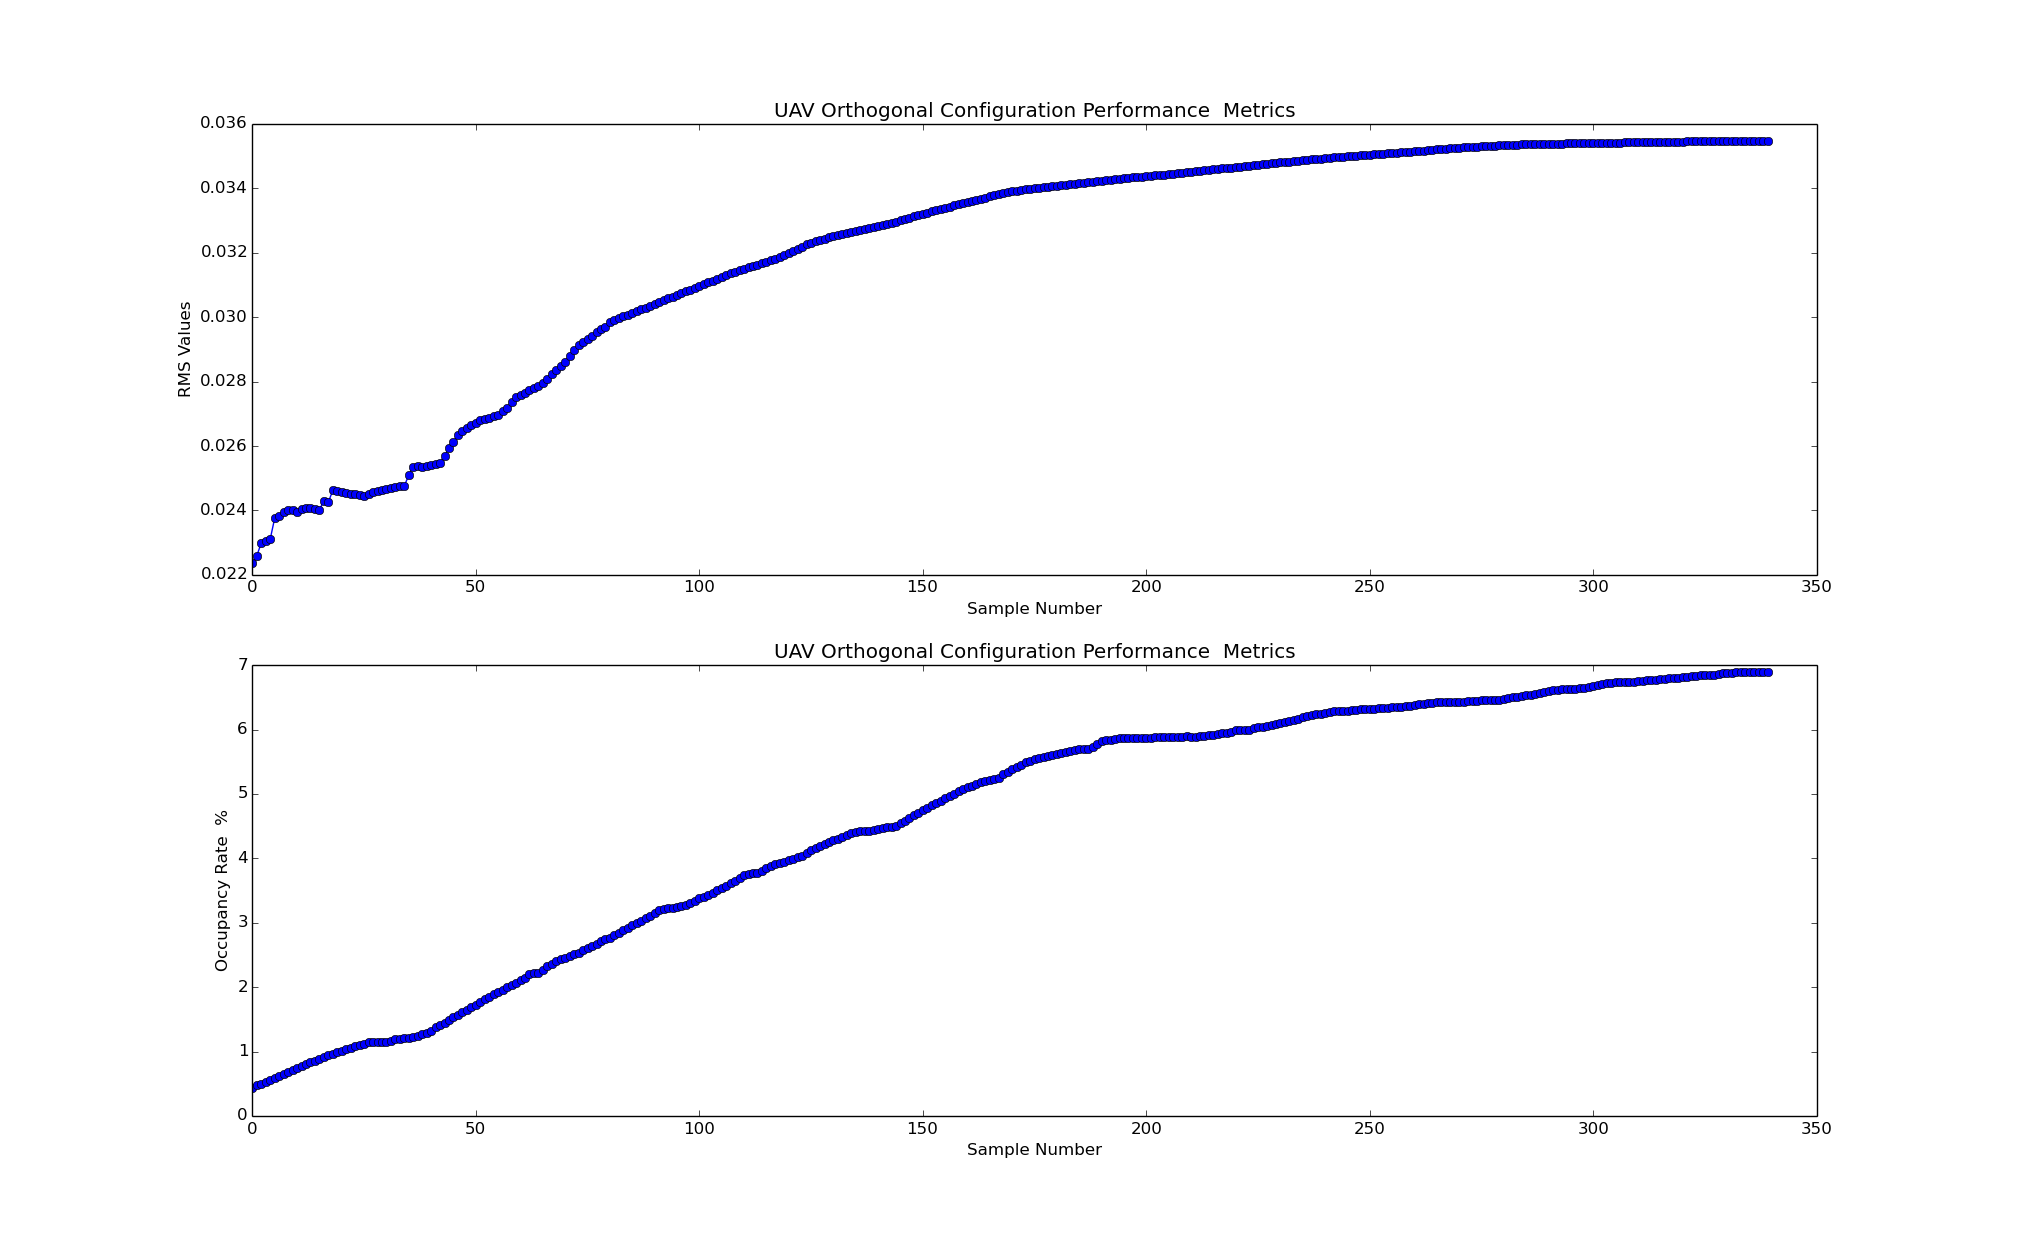 UAV Orthogonal Configuration Performance  Metrics
0.036
0.034
0.032
0.030
0.028
0.026
0.024
0.022
RMS Values
0 50 100 150 200 250 300 350
Sample Number
UAV Orthogonal Configuration Performance  Metrics
7
6
5
4
3
2
1
0
Occupancy Rate  %
0 50 100 150 200 250 300 350
Sample Number